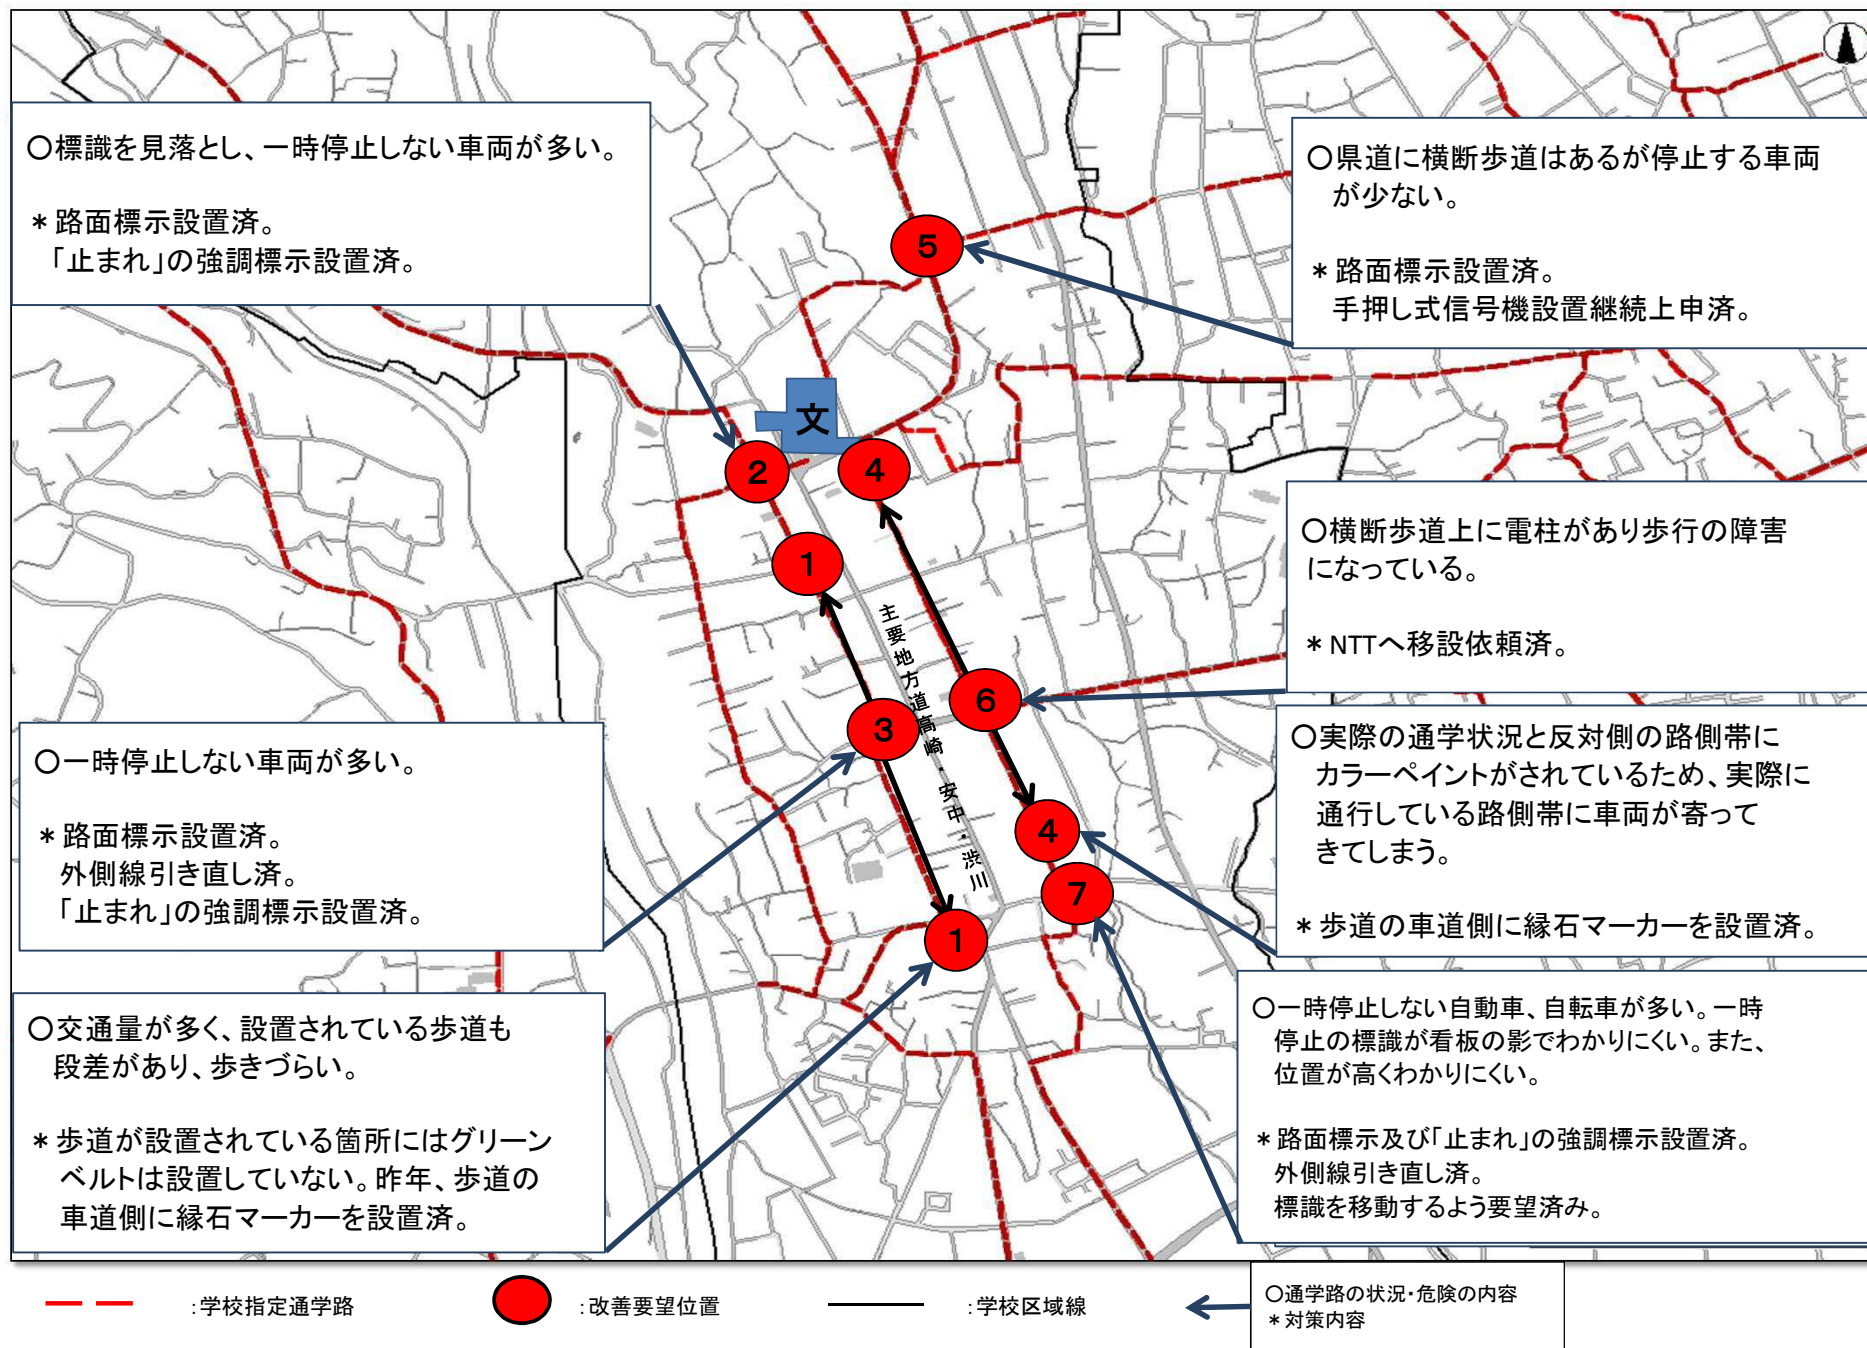 〇標識を見落とし、一時停止しない車両が多い。
＊路面標示設置済。
「止まれ」の強調標示設置済。
〇県道に横断歩道はあるが停止する車両
が少ない。
＊路面標示設置済。
手押し式信号機設置継続上申済。
5
文
2
4
1
〇横断歩道上に電柱があり歩行の障害
になっている。
＊NTTへ移設依頼済。
主要地方道高崎・安中・渋川
6
3
〇一時停止しない車両が多い。
＊路面標示設置済。
外側線引き直し済。
「止まれ」の強調標示設置済。
〇実際の通学状況と反対側の路側帯に
カラーペイントがされているため、実際に
通行している路側帯に車両が寄って
きてしまう。
＊歩道の車道側に縁石マーカーを設置済。
4
7
1
〇交通量が多く、設置されている歩道も
段差があり、歩きづらい。
＊歩道が設置されている箇所にはグリーン
ベルトは設置していない。昨年、歩道の
車道側に縁石マーカーを設置済。
〇一時停止しない自動車、自転車が多い。一時
停止の標識が看板の影でわかりにくい。また、
位置が高くわかりにくい。
＊路面標示及び「止まれ」の強調標示設置済。
外側線引き直し済。
標識を移動するよう要望済み。
:学校指定通学路
:改善要望位置
:学校区域線
〇通学路の状況・危険の内容
＊対策内容